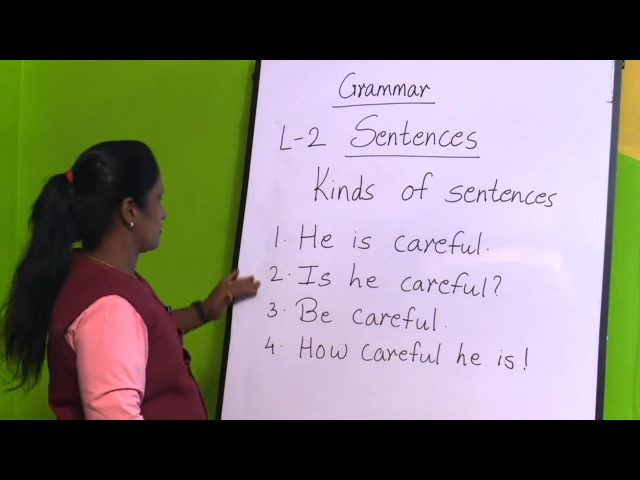 Grammar
L-2 Sentences
Kinds of sentences
1. He is careful.
2. Is he careful?
3. Be careful.
4. How careful he is!